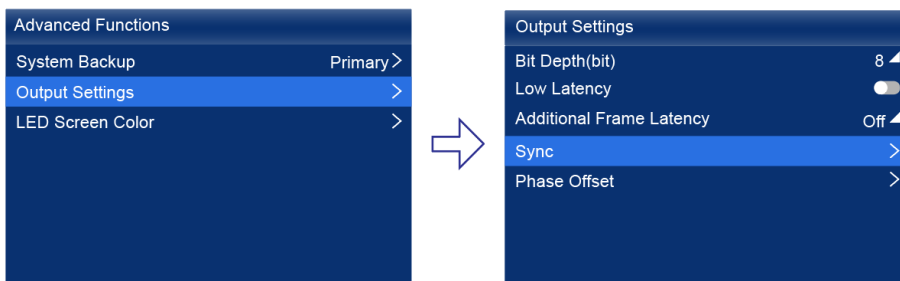 Advanced Functions
System Backup Primary
Output Settings
LED Screen Color
Output Settings
Bit Depth(bit) 8
Low Latency
Additional Frame Latency Off
Sync
Phase Offset